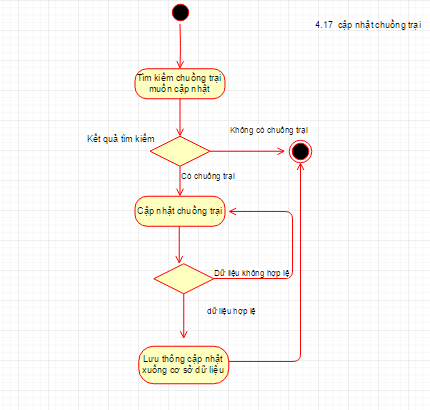 4.17 cập nhật chuồng trại
Tìm kiếm chuồng trại
muốn cập nhật
Kết quả tìm kiếm
Không có chuồng trại
Có chuồng trại
Cập nhật chuồng trại
Dữ liệu không hợp lệ
dữ liệu hợp lệ
Lưu thông cập nhật
xuống cơ sở dữ liệu